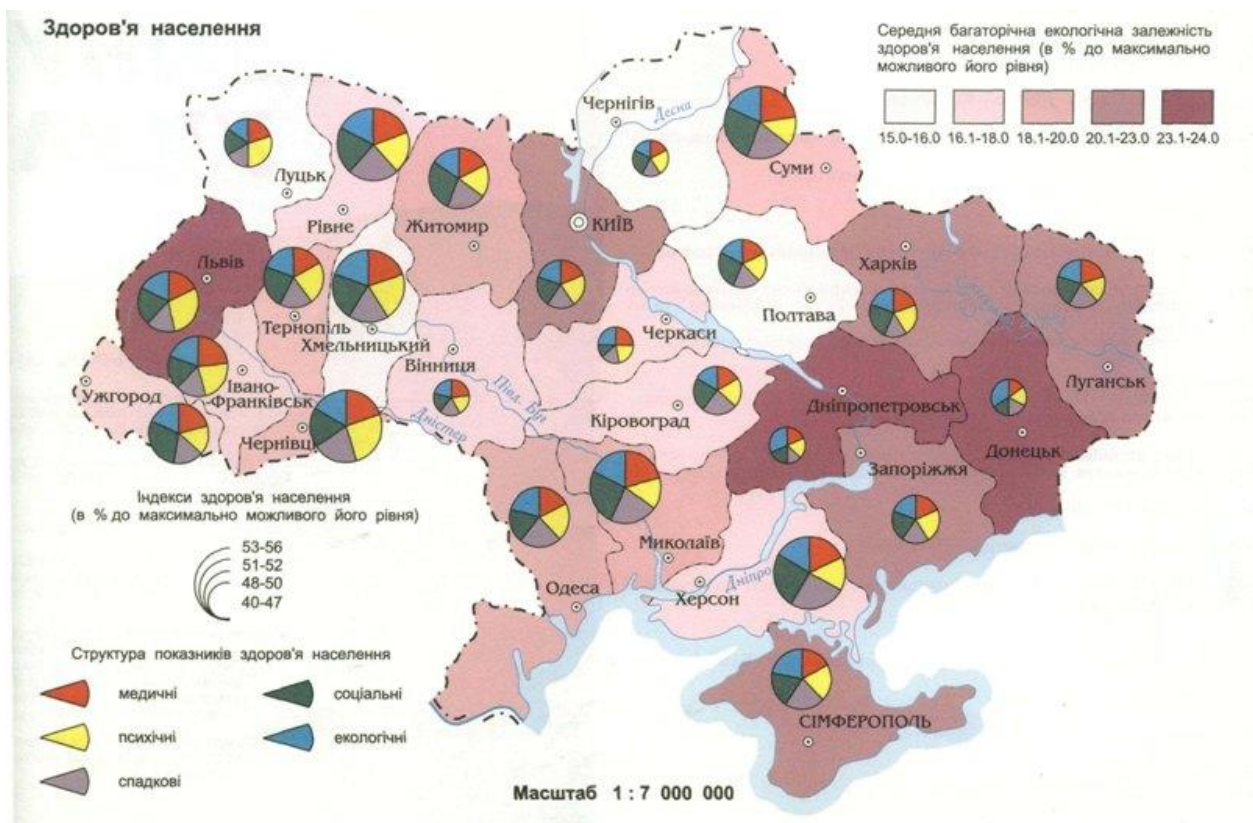 Здоров'я населення
Середня багаторічна екологічна залежність
здоров'я населення (в % до максимально
можливого його рівня)
15.0-16.0
16.1-18.0
18.1-20.0
20.1-23.0
23.1-24.0
Чернігів
Десна
Суми
Луцьк
Рівне
Житомир
КИЇВ
Харків
Львів
Тернопіль
Хмельницький
Вінниця
Черкаси
Полтава
Луганськ
Ужгород
Івано-
Франківськ
Чернівці
Дністер
Півд. Буг
Кіровоград
Дніпропетровськ
Донецьк
Запоріжжя
Миколаїв
Одеса
Херсон
Дніпро
СІМФЕРОПОЛЬ
Індекси здоров'я населення
(в % до максимально можливого його рівня)
53-56
51-52
48-50
40-47
Структура показників здоров'я населення
медичні
соціальні
психічні
екологічні
спадкові
Масштаб 1 : 7 000 000